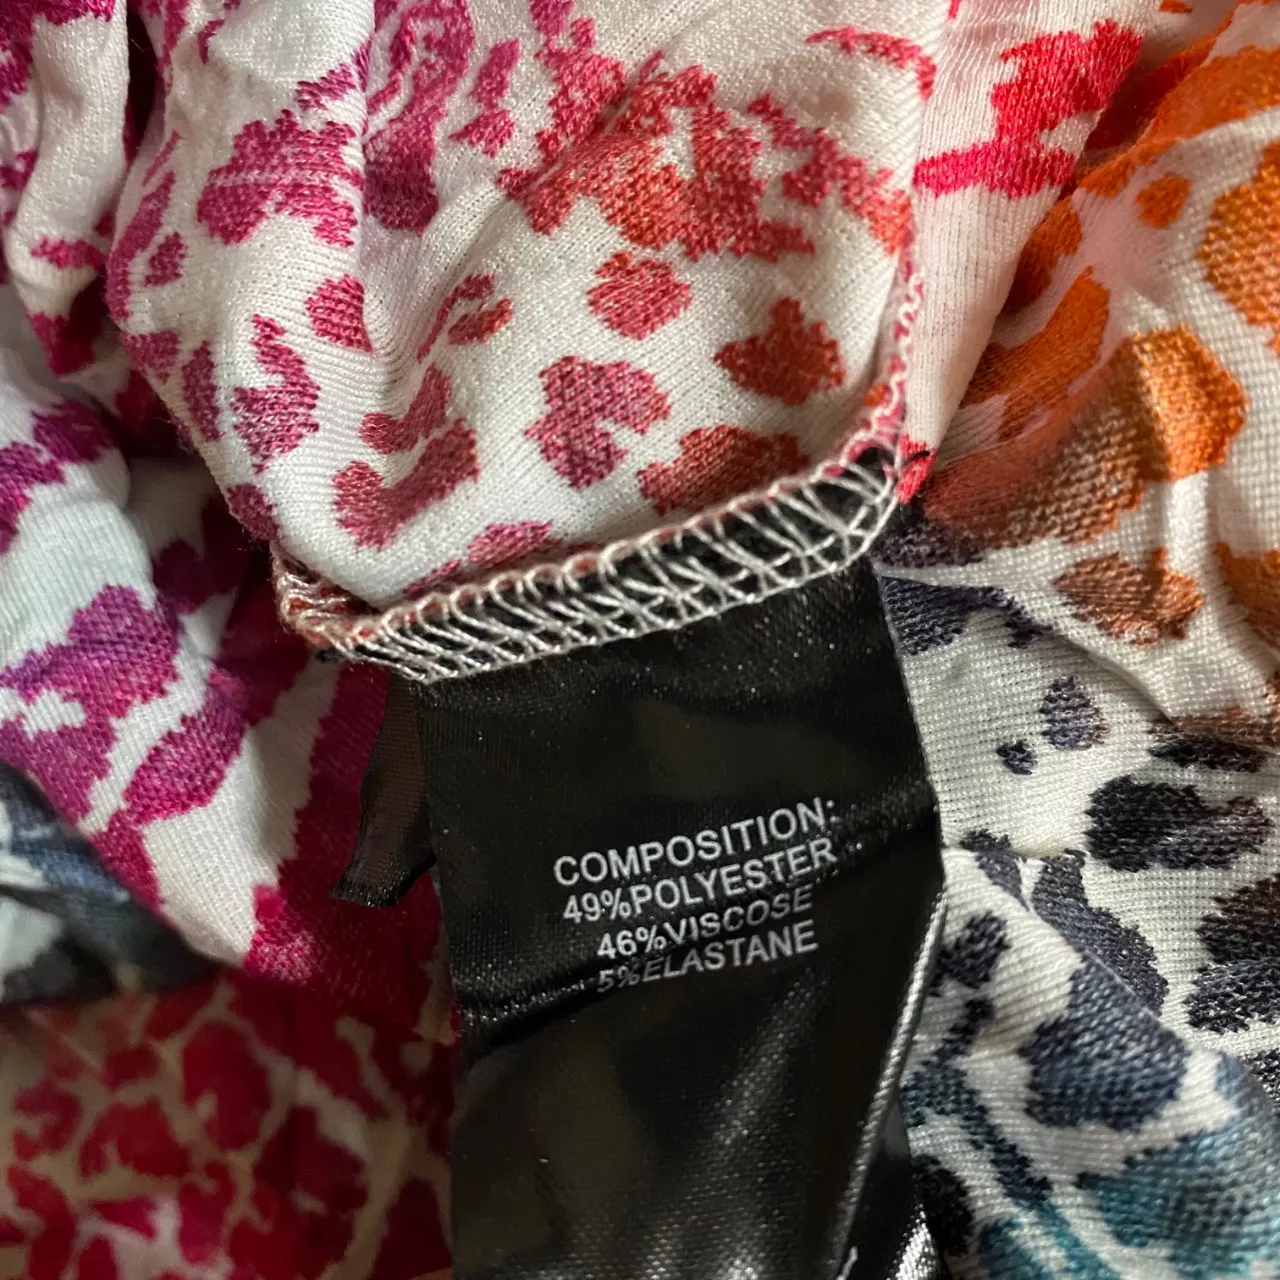 COMPOSITION:
49%POLYESTER
46%VISCOSE
5%ELASTANE